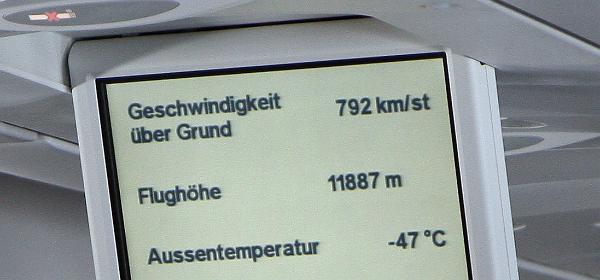 Geschwindigkeit 792 km/st
über Grund
Flughöhe 11887 m
Aussentemperatur -47 °C